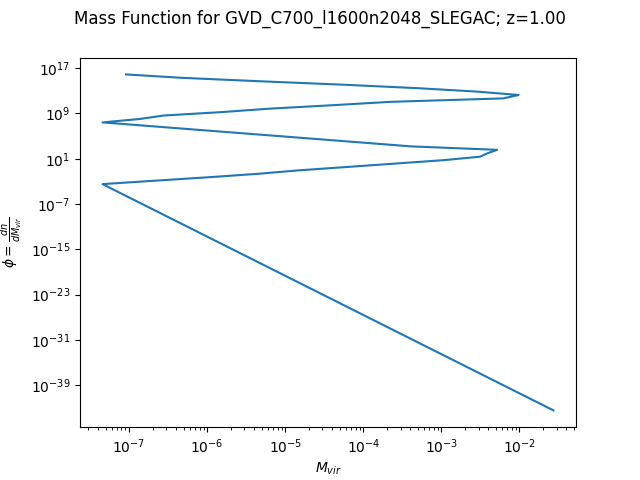 Mass Function for GVD_C700_l1600n2048_SLEGAC; z=1.00
10^17
10^9
10^1
10^−7
10^−15
10^−23
10^−31
10^−39
ϕ = dn/dM_vir
10^−7 10^−6 10^−5 10^−4 10^−3 10^−2
M_vir